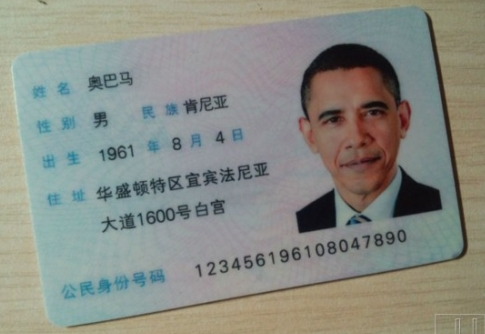 姓名 奥巴马
性别 男 民族 肯尼亚
出生 1961 年 8 月 4 日
住址 华盛顿特区宜宾法尼亚
大道1600号白宫
公民身份号码 123456196108047890